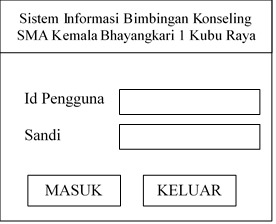 Sistem Informasi Bimbingan Konseling
SMA Kemala Bhayangkari 1 Kubu Raya
Id Pengguna
Sandi
MASUK KELUAR